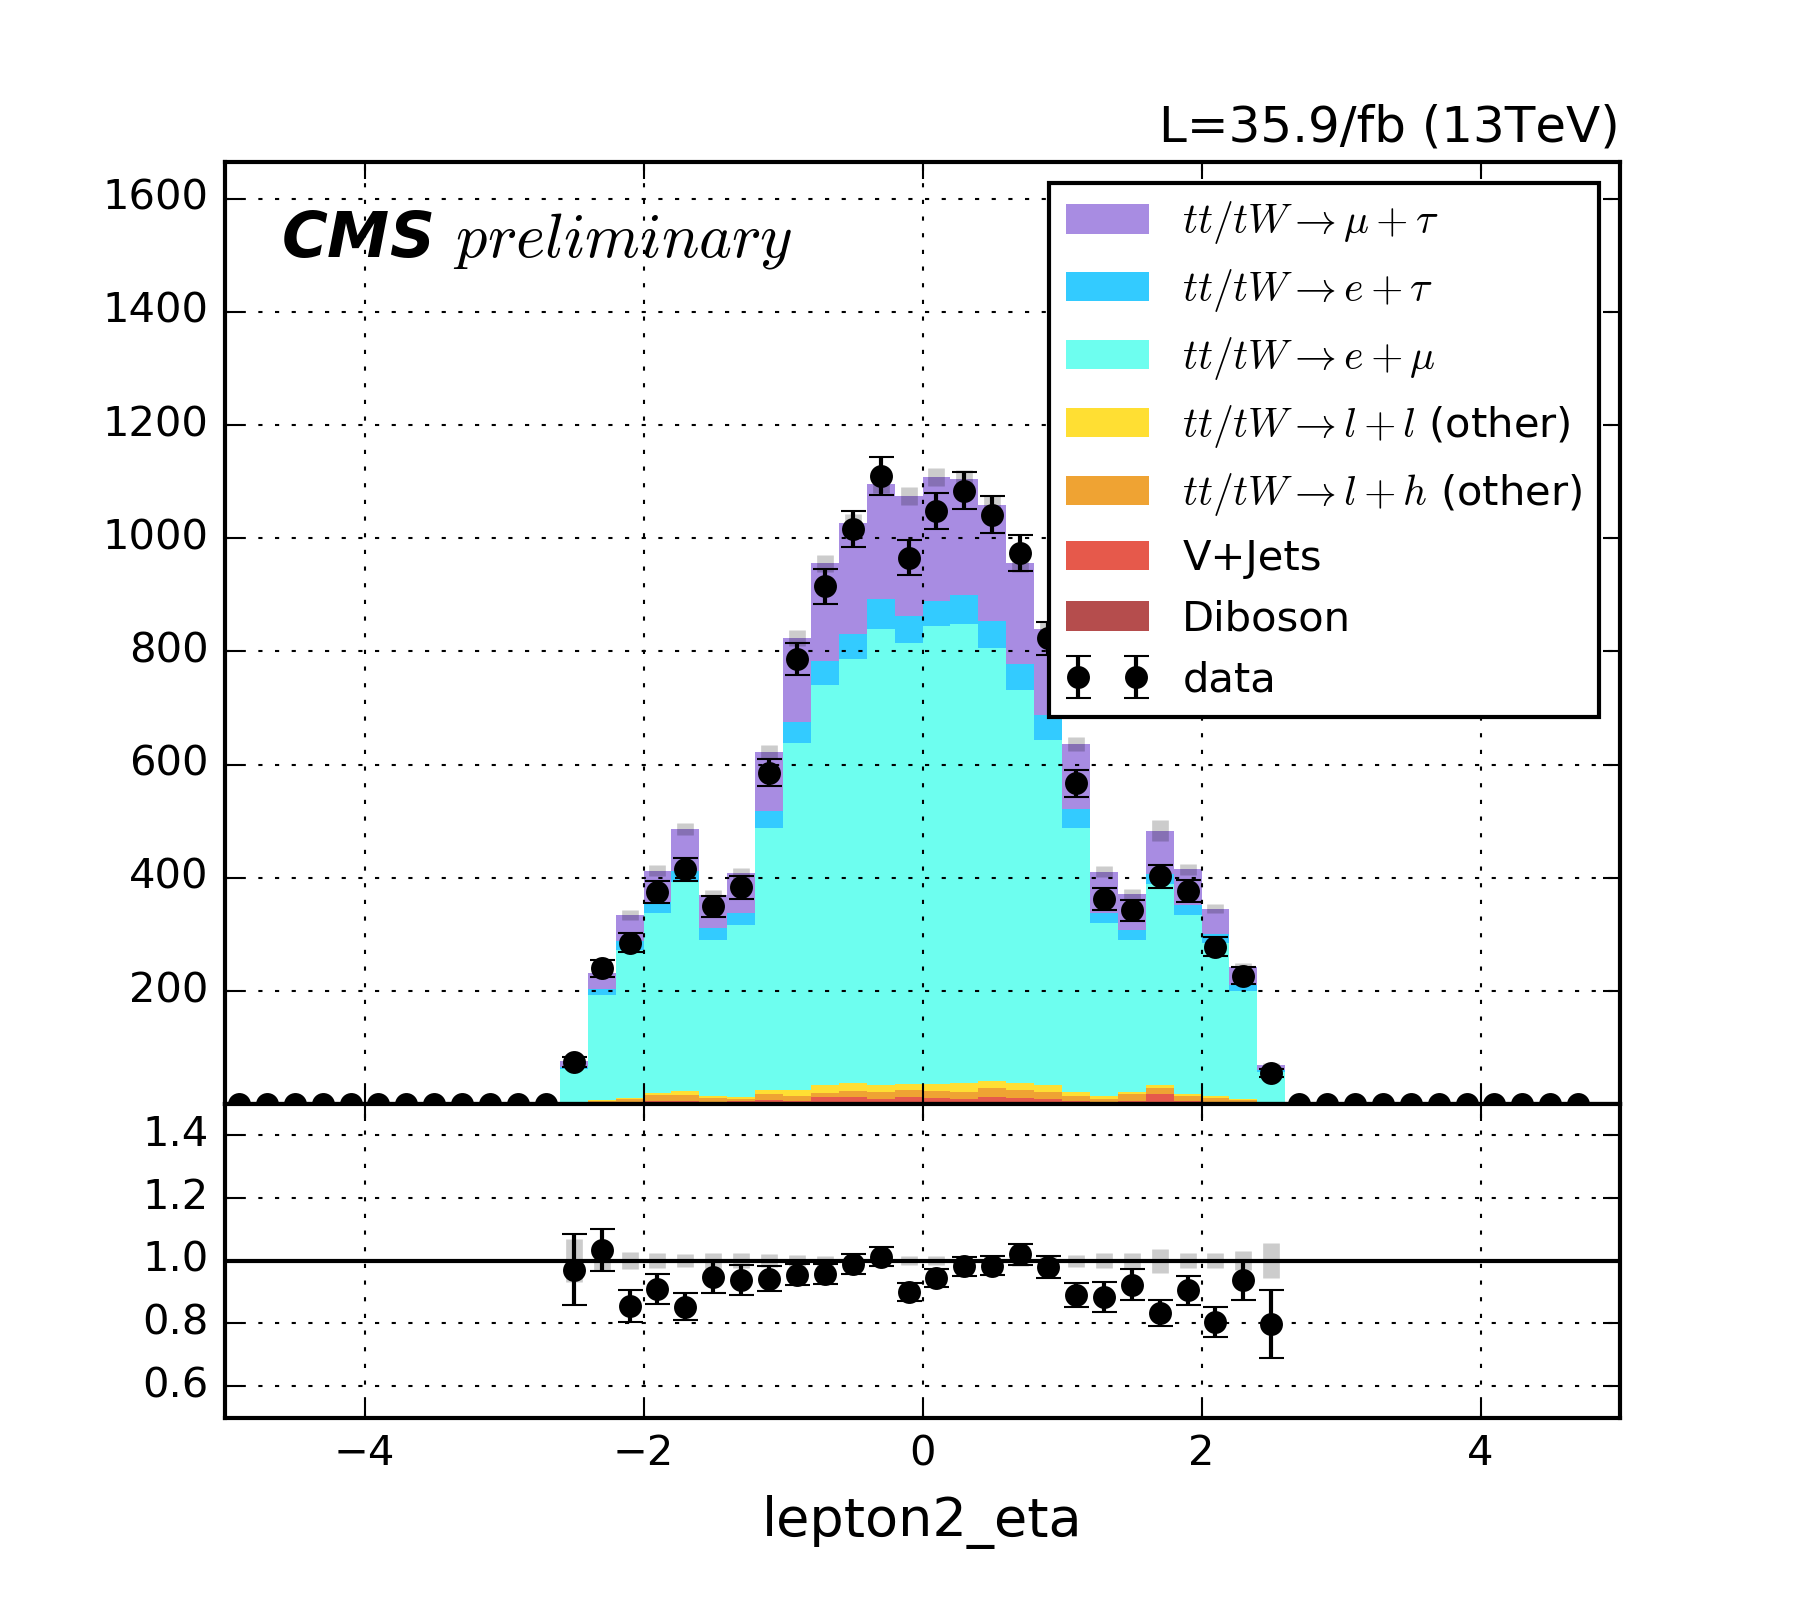 L=35.9/fb (13TeV)
CMS preliminary
1600
1400
1200
1000
800
600
400
200
tt/tW → μ + τ
tt/tW → e + τ
tt/tW → e + μ
tt/tW → l + l (other)
tt/tW → l + h (other)
V+Jets
Diboson
data
1.4
1.2
1.0
0.8
0.6
−4 −2 0 2 4
lepton2_eta